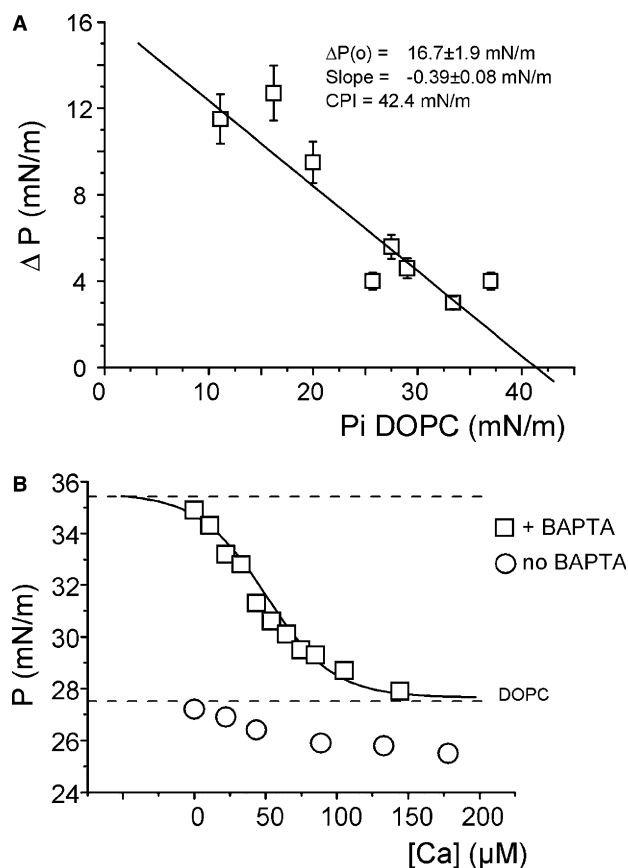 A
16
12
8
4
0
Δ P (mN/m)
ΔP(o) = 16.7±1.9 mN/m
Slope = -0.39±0.08 mN/m
CPI = 42.4 mN/m
0 10 20 30 40
Pi DOPC (mN/m)
B
36
34
32
30
28
26
24
P (mN/m)
+ BAPTA
no BAPTA
DOPC
0 50 100 150 200
[Ca] (µM)